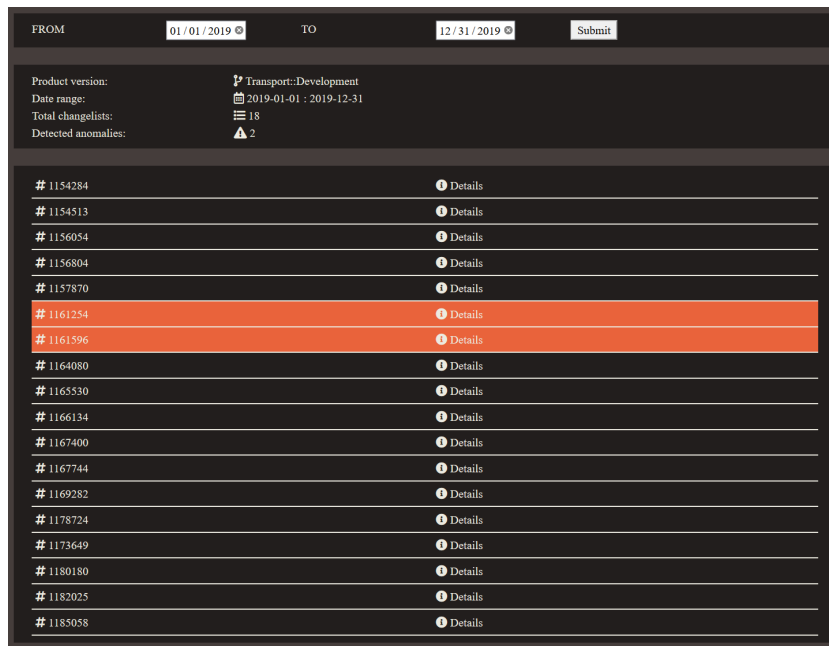 FROM 01/01/2019 TO 12/31/2019 Submit
Product version: Transport::Development
Date range: 2019-01-01 : 2019-12-31
Total changelists: 18
Detected anomalies: 2
# 1154284 Details
# 1154513 Details
# 1156054 Details
# 1156804 Details
# 1157870 Details
# 1161254 Details
# 1161596 Details
# 1164080 Details
# 1165530 Details
# 1166134 Details
# 1167400 Details
# 1167744 Details
# 1169282 Details
# 1178724 Details
# 1173649 Details
# 1180180 Details
# 1182025 Details
# 1185058 Details